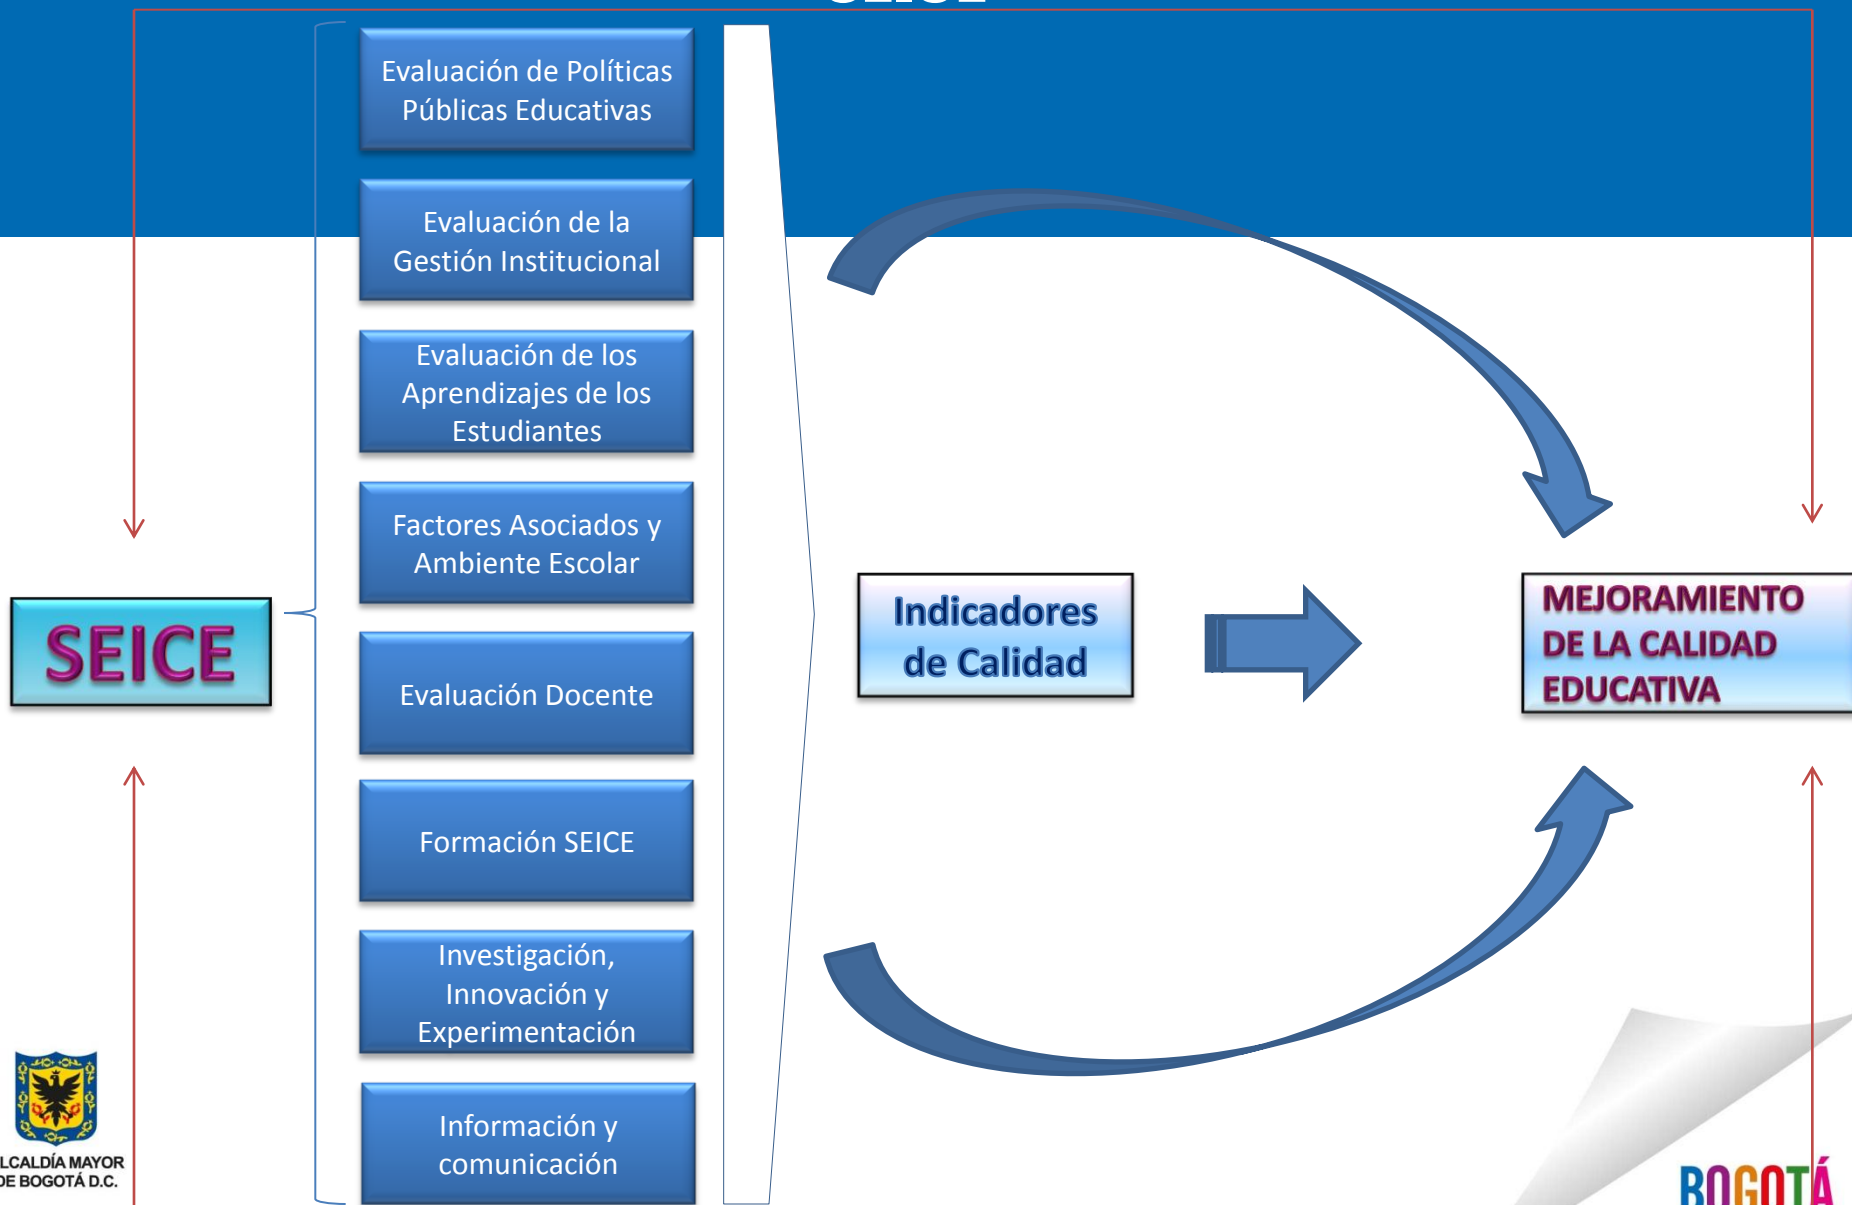 Evaluación de Políticas
Públicas Educativas
Evaluación de la
Gestión Institucional
Evaluación de los
Aprendizajes de los
Estudiantes
Factores Asociados y
Ambiente Escolar
Evaluación Docente
Formación SEICE
Investigación,
Innovación y
Experimentación
Información y
comunicación
SEICE
Indicadores
de Calidad
MEJORAMIENTO
DE LA CALIDAD
EDUCATIVA
LCALDÍA MAYOR
DE BOGOTÁ D.C.
BOGOTÁ